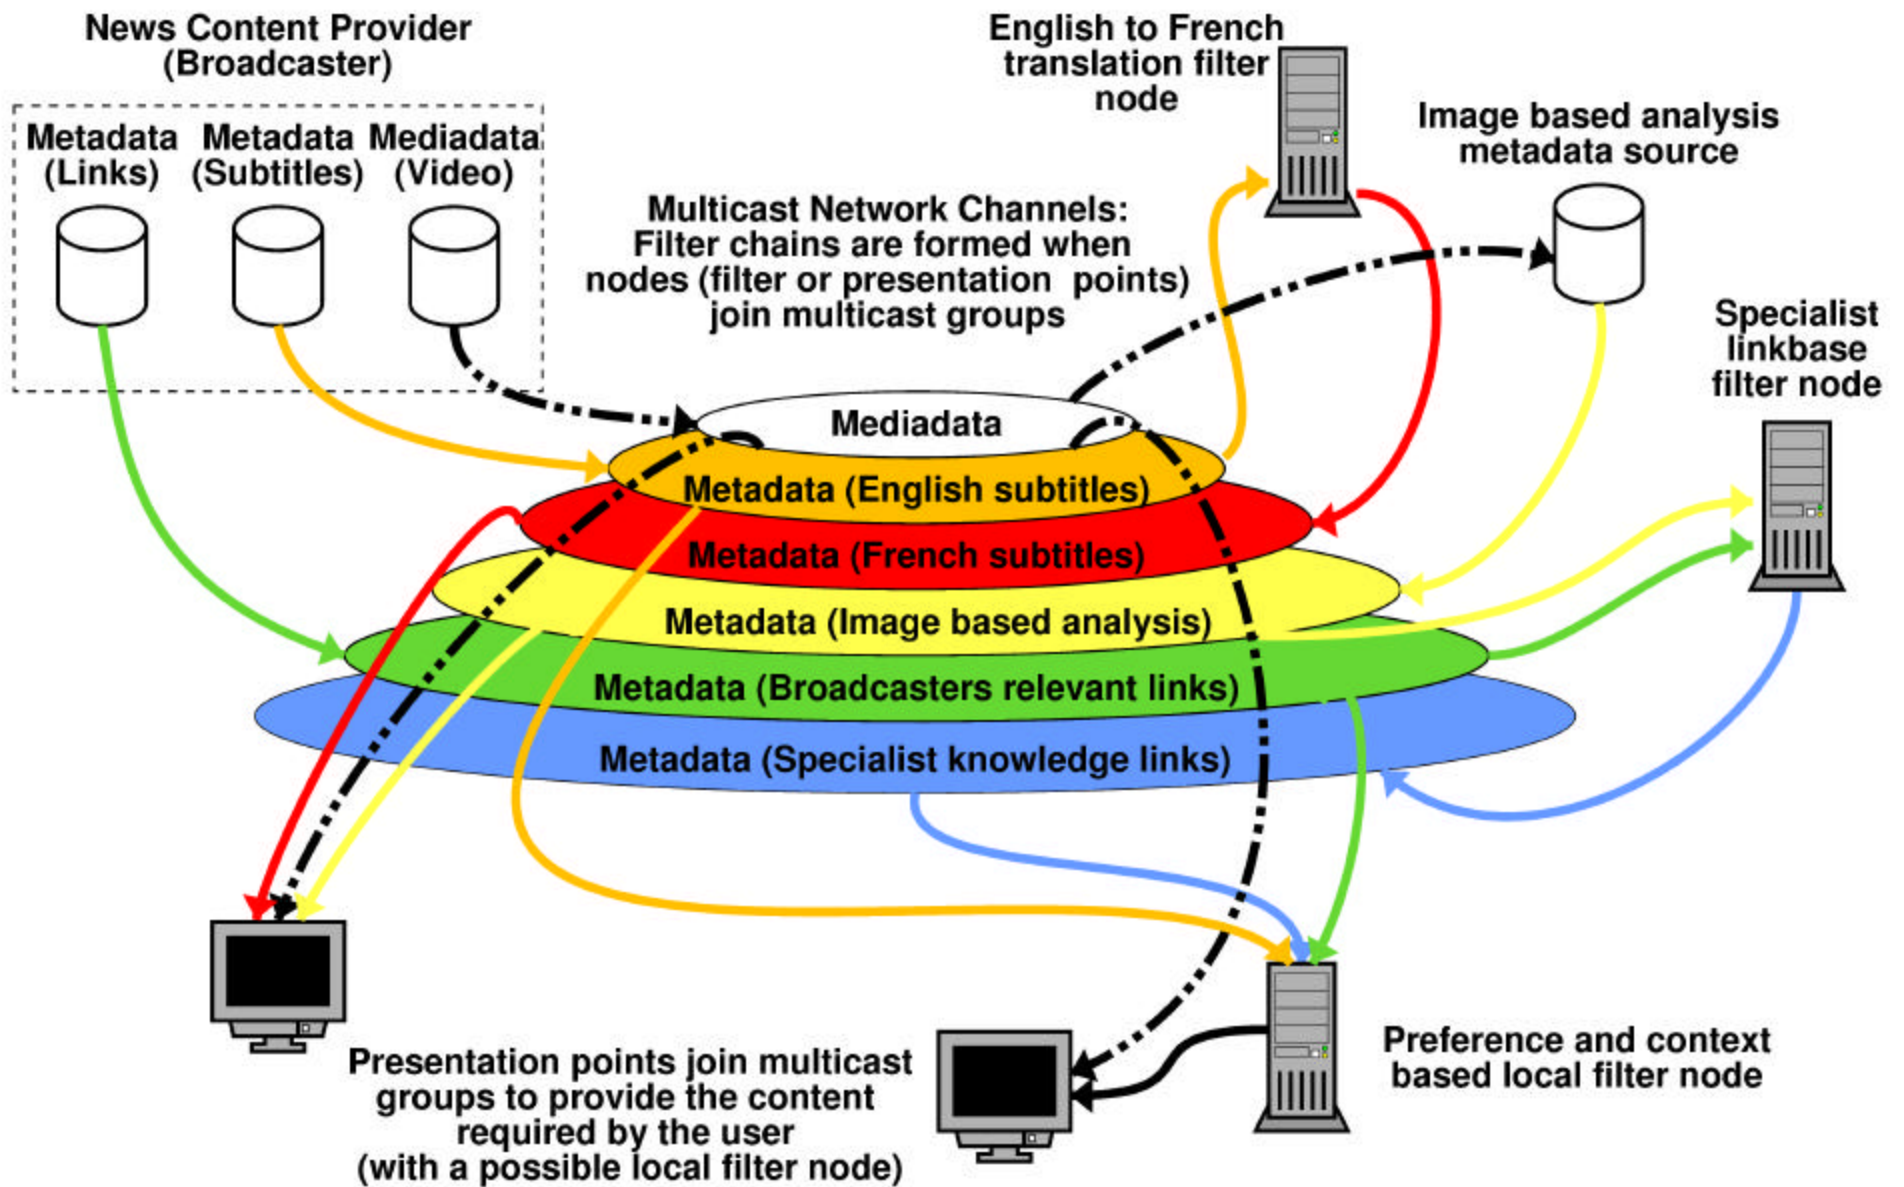 News Content Provider
(Broadcaster)
Metadata
(Links)
Metadata
(Subtitles)
Mediadata
(Video)
English to French
translation filter
node
Image based analysis
metadata source
Multicast Network Channels:
Filter chains are formed when
nodes (filter or presentation points)
join multicast groups
Specialist
linkbase
filter node
Mediadata
Metadata (English subtitles)
Metadata (French subtitles)
Metadata (Image based analysis)
Metadata (Broadcasters relevant links)
Metadata (Specialist knowledge links)
Presentation points join multicast
groups to provide the content
required by the user
(with a possible local filter node)
Preference and context
based local filter node